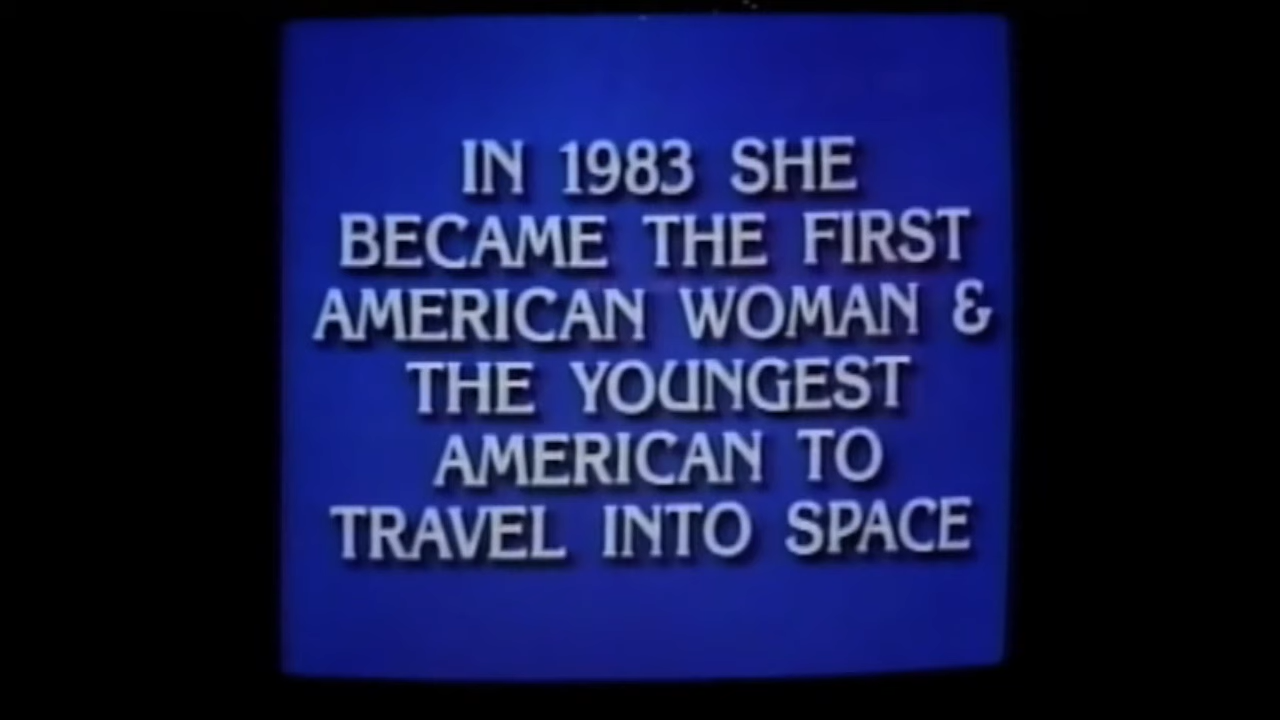 IN 1983 SHE
BECAME THE FIRST
AMERICAN WOMAN &
THE YOUNGEST
AMERICAN TO
TRAVEL INTO SPACE